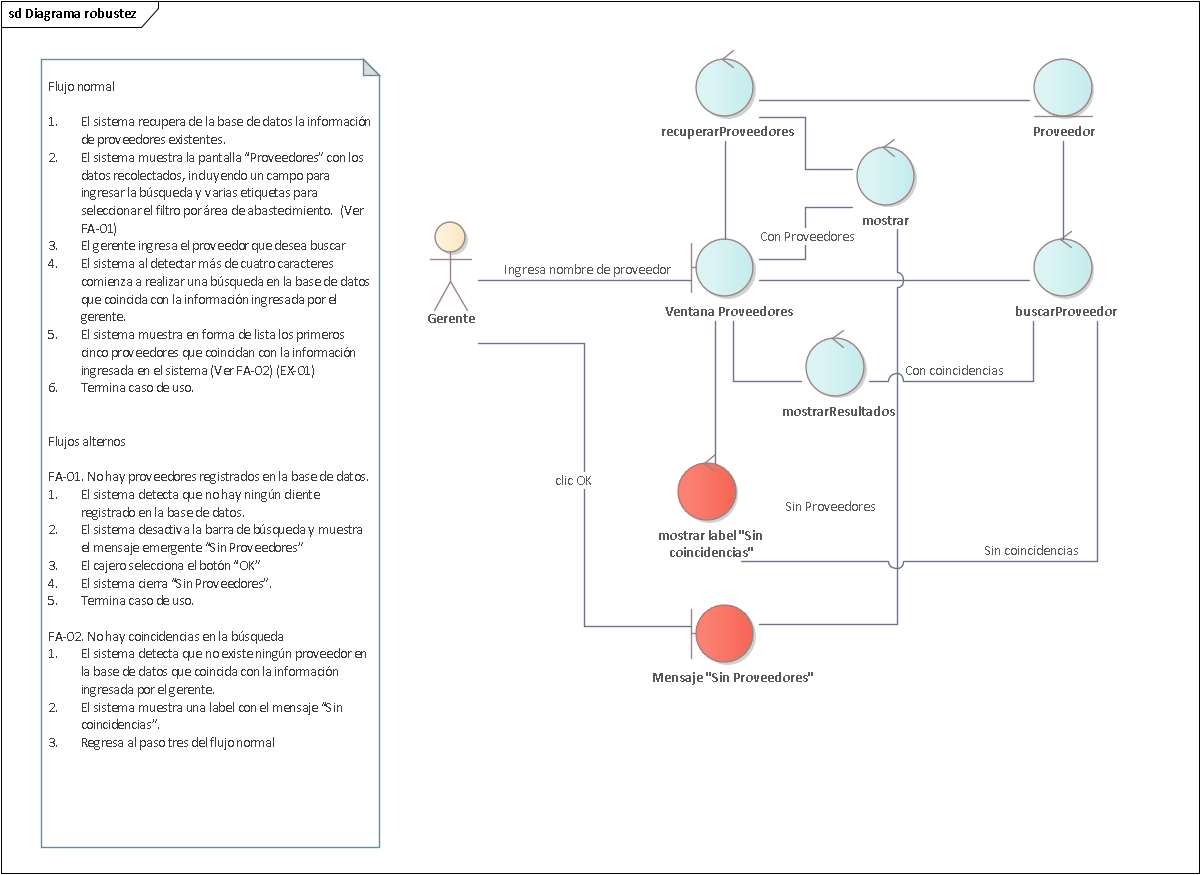 sd Diagrama robustez
Flujo normal
1. El sistema recupera de la base de datos la información
de proveedores existentes.
2. El sistema muestra la pantalla “Proveedores” con los
datos recolectados, incluyendo un campo para
ingresar la búsqueda y varias etiquetas para
seleccionar el filtro por área de abastecimiento. (Ver
FA-01)
3. El gerente ingresa el proveedor que desea buscar
4. El sistema al detectar más de cuatro caracteres
comienza a realizar una búsqueda en la base de datos
que coincida con la información ingresada por el
gerente.
5. El sistema muestra en forma de lista los primeros
cinco proveedores que coincidan con la información
ingresada en el sistema (Ver FA-02) (EX-01)
6. Termina caso de uso.
Flujos alternos
FA-01. No hay proveedores registrados en la base de datos.
1. El sistema detecta que no hay ningún cliente
registrado en la base de datos.
2. El sistema desactiva la barra de búsqueda y muestra
el mensaje emergente “Sin Proveedores”
3. El cajero selecciona el botón “OK”
4. El sistema cierra “Sin Proveedores”.
5. Termina caso de uso.
FA-02. No hay coincidencias en la búsqueda
1. El sistema detecta que no existe ningún proveedor en
la base de datos que coincida con la información
ingresada por el gerente.
2. El sistema muestra una label con el mensaje “Sin
coincidencias”.
3. Regresa al paso tres del flujo normal
recuperarProveedores
Proveedor
mostrar
Con Proveedores
Ingresa nombre de proveedor
Gerente
Ventana Proveedores
buscarProveedor
Con coincidencias
mostrarResultados
clic OK
Sin Proveedores
mostrar label "Sin
coincidencias"
Sin coincidencias
Mensaje "Sin Proveedores"